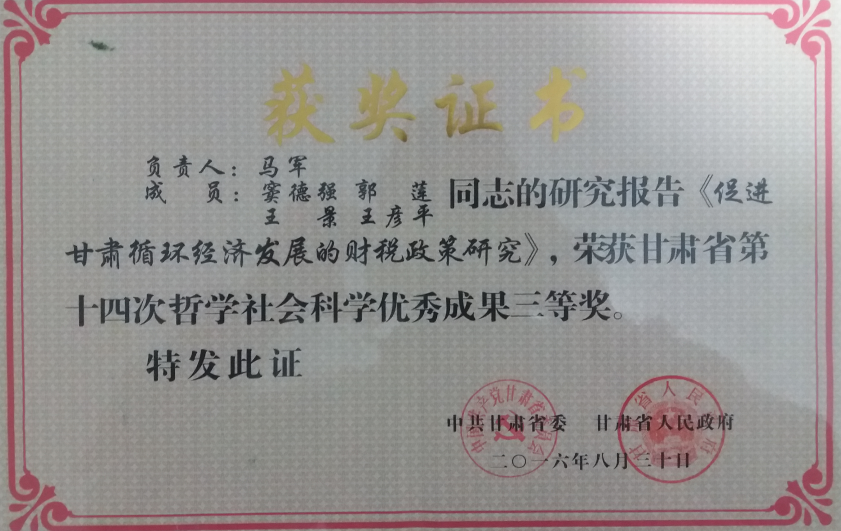 获奖证书
负责人：马军
成 员：窦德强 郭 莲
王 景 王彦平
同志的研究报告《促进
甘肃循环经济发展的财税政策研究》，荣获甘肃省第
十四次哲学社会科学优秀成果三等奖。
特发此证
中共甘肃省委 甘肃省人民政府
二〇一六年八月三十日